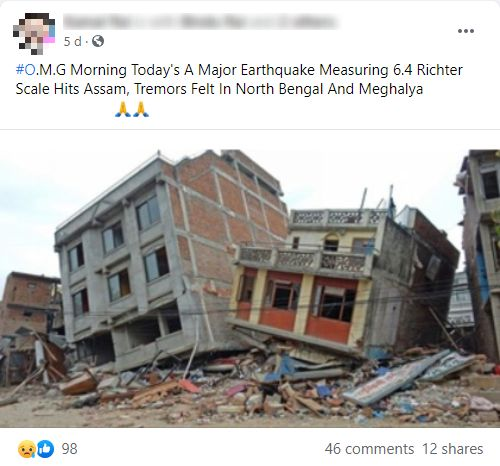 5 d ·
#O.M.G Morning Today's A Major Earthquake Measuring 6.4 Richter
Scale Hits Assam, Tremors Felt In North Bengal And Meghalya
🙏🙏
98
46 comments 12 shares